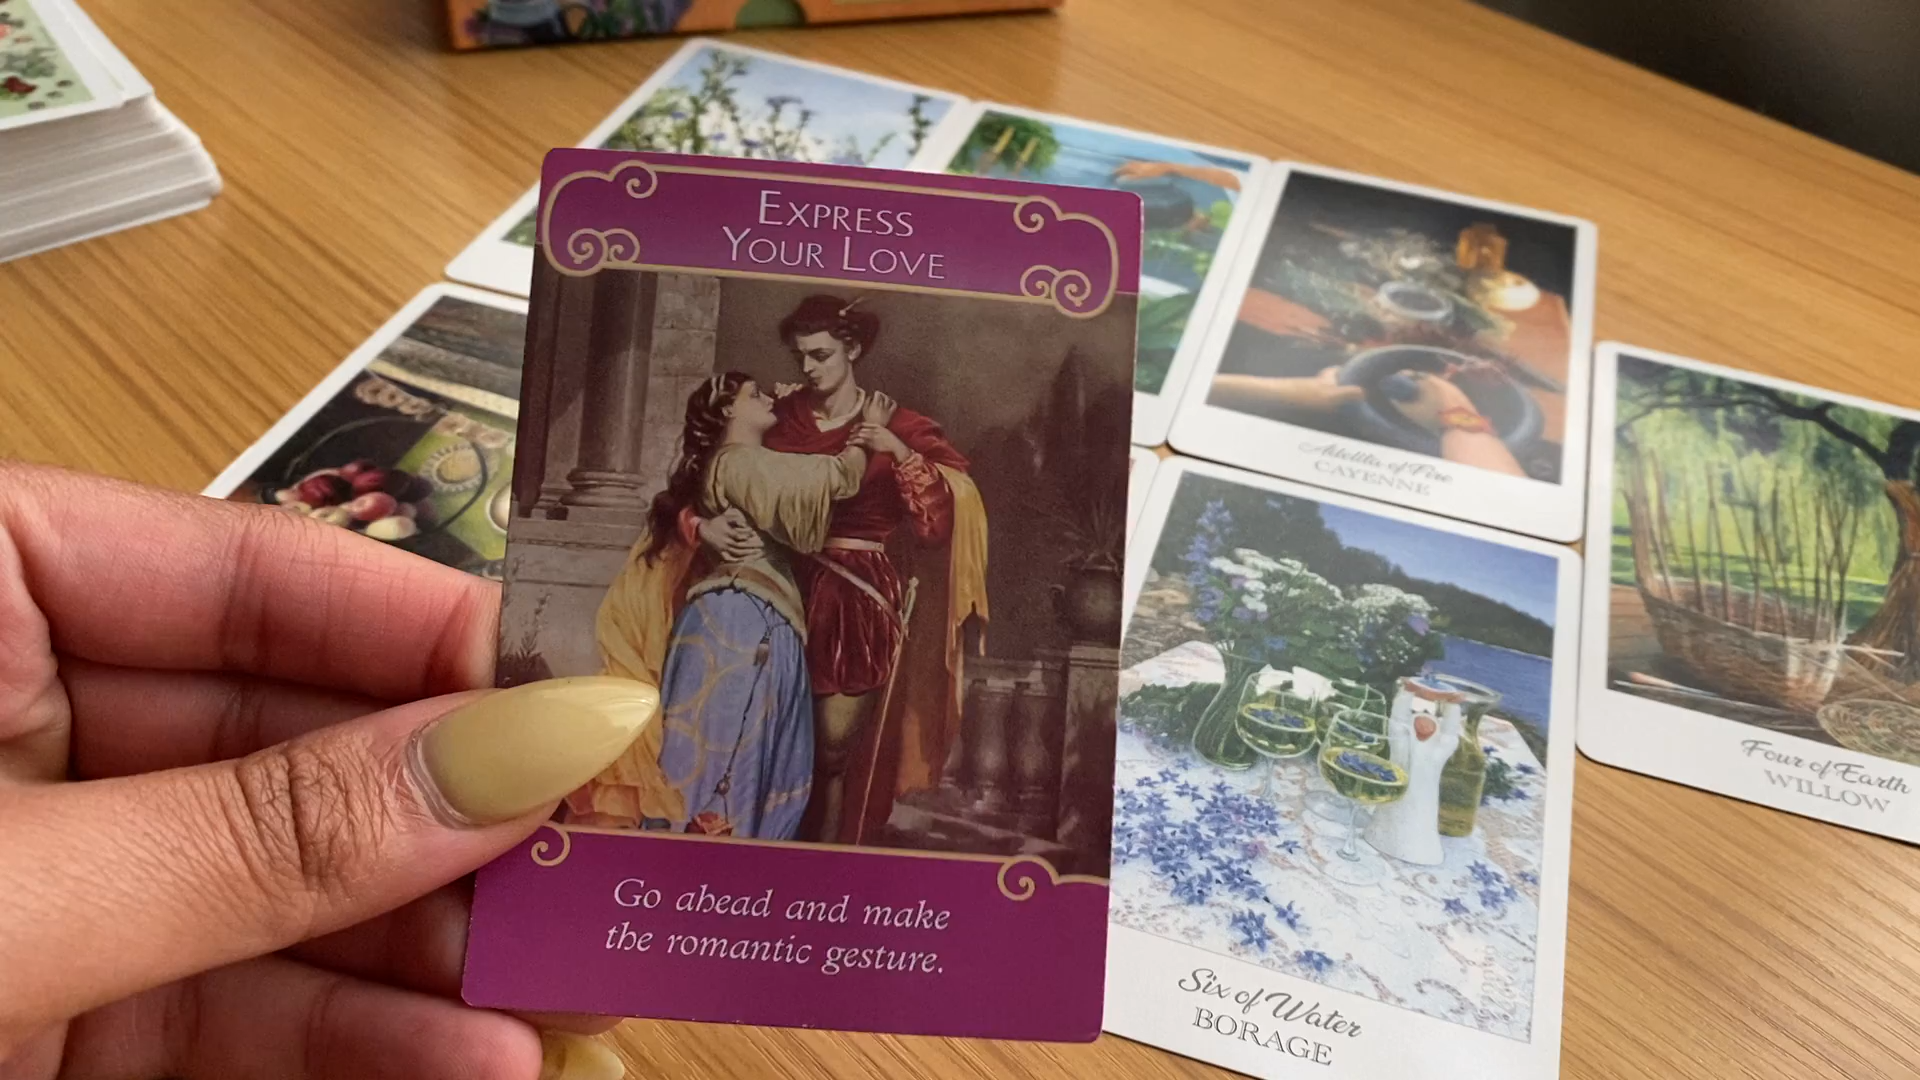 EXPRESS
YOUR LOVE
Go ahead and make
the romantic gesture.
Adelita of Fire
CAYENNE
Four of Earth
WILLOW
Six of Water
BORAGE